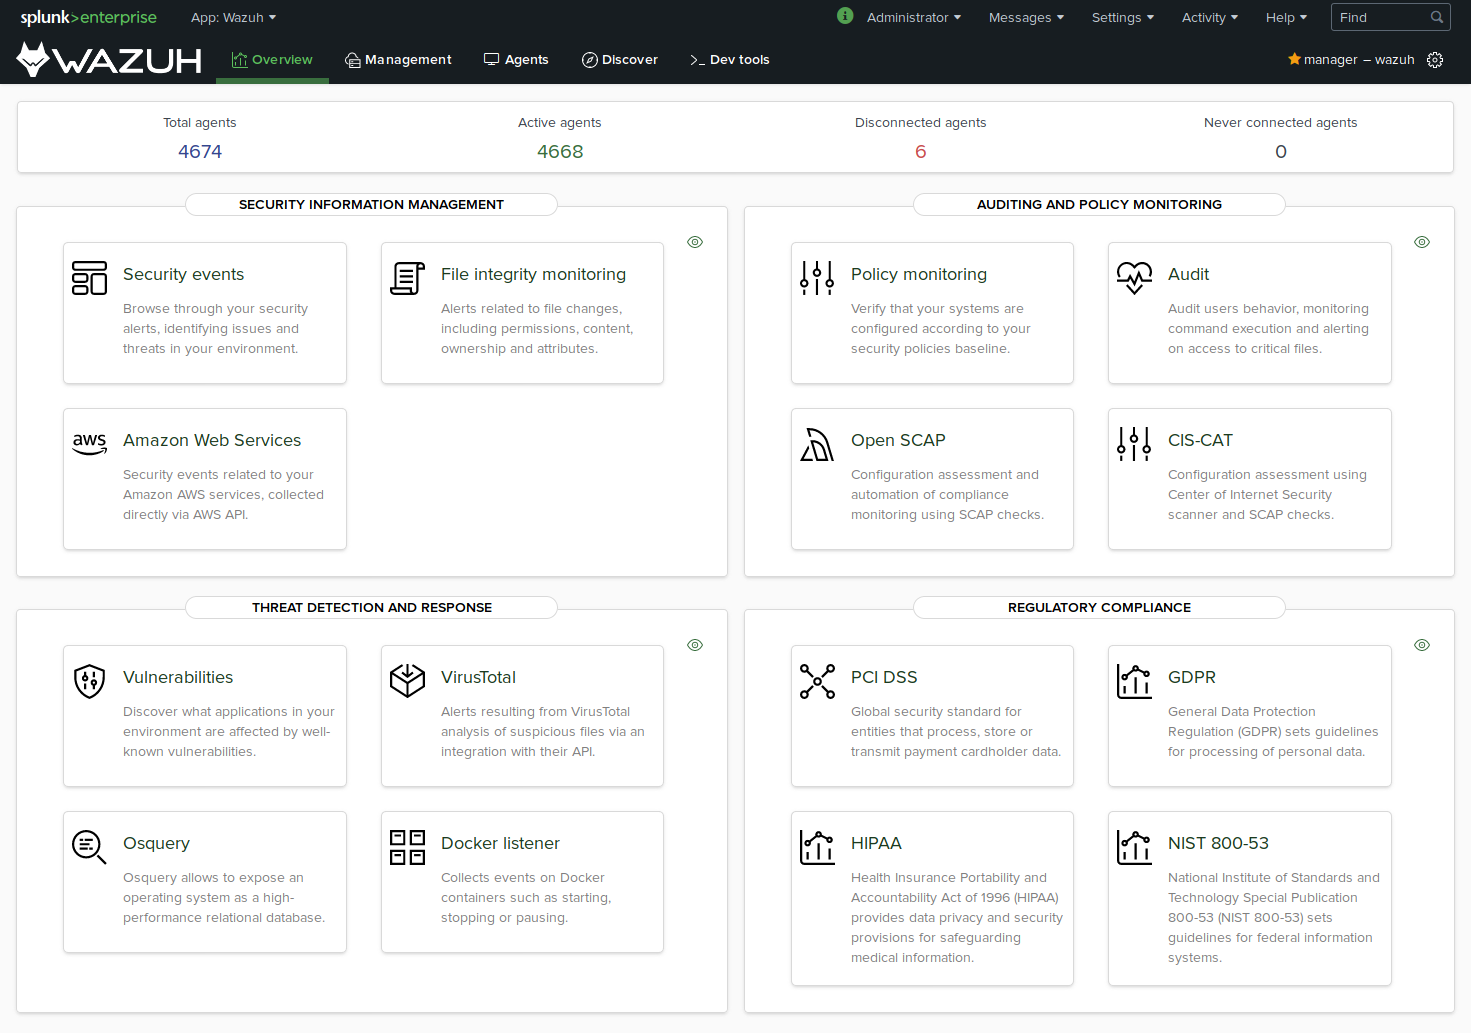 splunk>enterprise App: Wazuh Administrator Messages Settings Activity Help Find
WAZUH Overview Management Agents Discover >_ Dev tools manager – wazuh
Total agents Active agents Disconnected agents Never connected agents
4674 4668 6 0
SECURITY INFORMATION MANAGEMENT
Security events
Browse through your security
alerts, identifying issues and
threats in your environment.
File integrity monitoring
Alerts related to file changes,
including permissions, content,
ownership and attributes.
aws
Amazon Web Services
Security events related to your
Amazon AWS services, collected
directly via AWS API.
AUDITING AND POLICY MONITORING
Policy monitoring
Verify that your systems are
configured according to your
security policies baseline.
Audit
Audit users behavior, monitoring
command execution and alerting
on access to critical files.
Open SCAP
Configuration assessment and
automation of compliance
monitoring using SCAP checks.
CIS-CAT
Configuration assessment using
Center of Internet Security
scanner and SCAP checks.
THREAT DETECTION AND RESPONSE
Vulnerabilities
Discover what applications in your
environment are affected by well-
known vulnerabilities.
VirusTotal
Alerts resulting from VirusTotal
analysis of suspicious files via an
integration with their API.
Osquery
Osquery allows to expose an
operating system as a high-
performance relational database.
Docker listener
Collects events on Docker
containers such as starting,
stopping or pausing.
REGULATORY COMPLIANCE
PCI DSS
Global security standard for
entities that process, store or
transmit payment cardholder data.
GDPR
General Data Protection
Regulation (GDPR) sets guidelines
for processing of personal data.
HIPAA
Health Insurance Portability and
Accountability Act of 1996 (HIPAA)
provides data privacy and security
provisions for safeguarding
medical information.
NIST 800-53
National Institute of Standards and
Technology Special Publication
800-53 (NIST 800-53) sets
guidelines for federal information
systems.